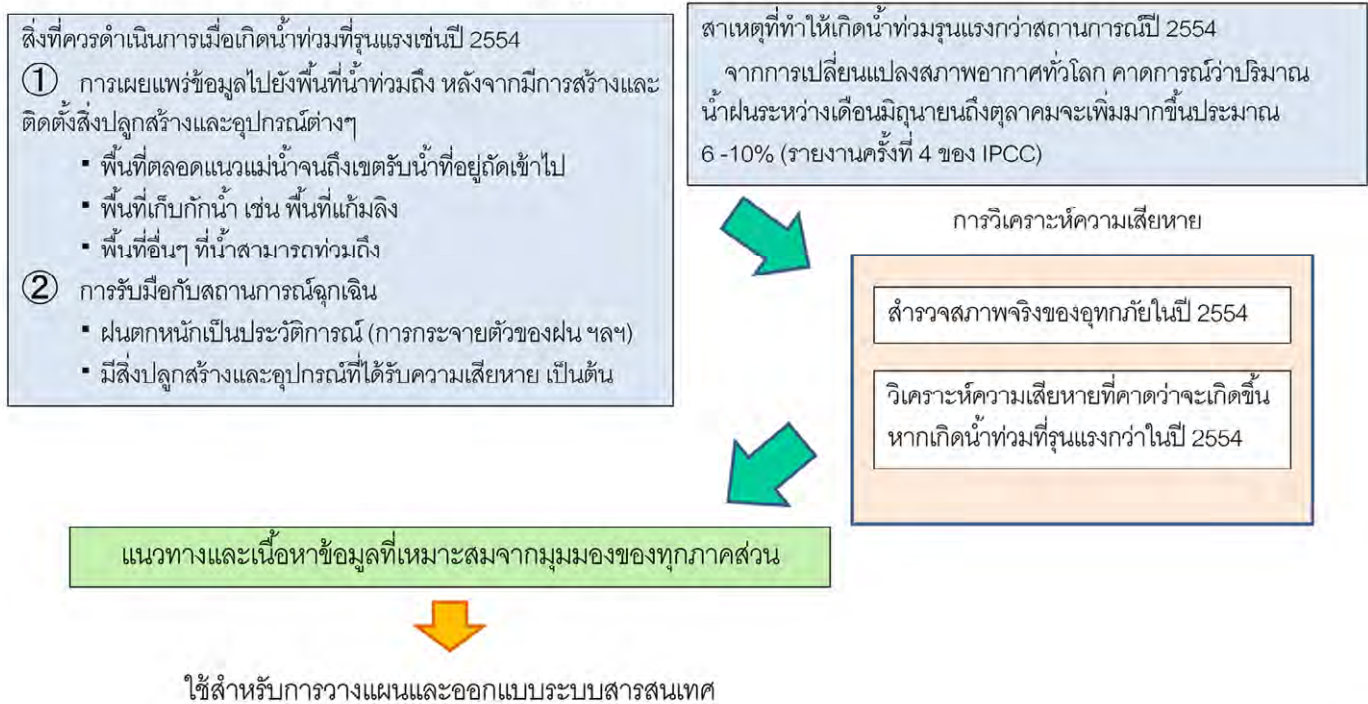 สิ่งที่ควรดำเนินการเมื่อเกิดน้ำท่วมที่รุนแรงเช่นปี 2554
① การเผยแพร่ข้อมูลไปยังพื้นที่น้ำท่วมถึง หลังจากมีการสร้างและ
ติดตั้งสิ่งปลูกสร้างและอุปกรณ์ต่างๆ
▪ พื้นที่ตลอดแนวแม่น้ำจนถึงเขตรับน้ำที่อยู่ถัดเข้าไป
▪ พื้นที่เก็บกักน้ำ เช่น พื้นที่แก้มลิง
▪ พื้นที่อื่นๆ ที่น้ำสามารถท่วมถึง
② การรับมือกับสถานการณ์ฉุกเฉิน
▪ ฝนตกหนักเป็นประวัติการณ์ (การกระจายตัวของฝน ฯลฯ)
▪ มีสิ่งปลูกสร้างและอุปกรณ์ที่ได้รับความเสียหาย เป็นต้น
สาเหตุที่ทำให้เกิดน้ำท่วมรุนแรงกว่าสถานการณ์ปี 2554
จากการเปลี่ยนแปลงสภาพอากาศทั่วโลก คาดการณ์ว่าปริมาณ
น้ำฝนระหว่างเดือนมิถุนายนถึงตุลาคมจะเพิ่มมากขึ้นประมาณ
6 -10% (รายงานครั้งที่ 4 ของ IPCC)
การวิเคราะห์ความเสียหาย
สำรวจสภาพจริงของอุทกภัยในปี 2554
วิเคราะห์ความเสียหายที่คาดว่าจะเกิดขึ้น
หากเกิดน้ำท่วมที่รุนแรงกว่าในปี 2554
แนวทางและเนื้อหาข้อมูลที่เหมาะสมจากมุมมองของทุกภาคส่วน
ใช้สำหรับการวางแผนและออกแบบระบบสารสนเทศ